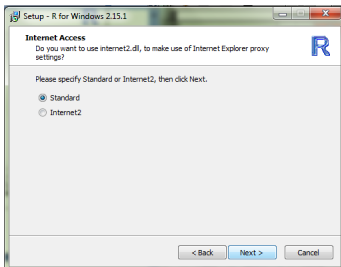 Setup - R for Windows 2.15.1
Internet Access
Do you want to use internet2.dll, to make use of Internet Explorer proxy
settings?
R
Please specify Standard or Internet2, then click Next.
Standard
Internet2
< Back Next > Cancel